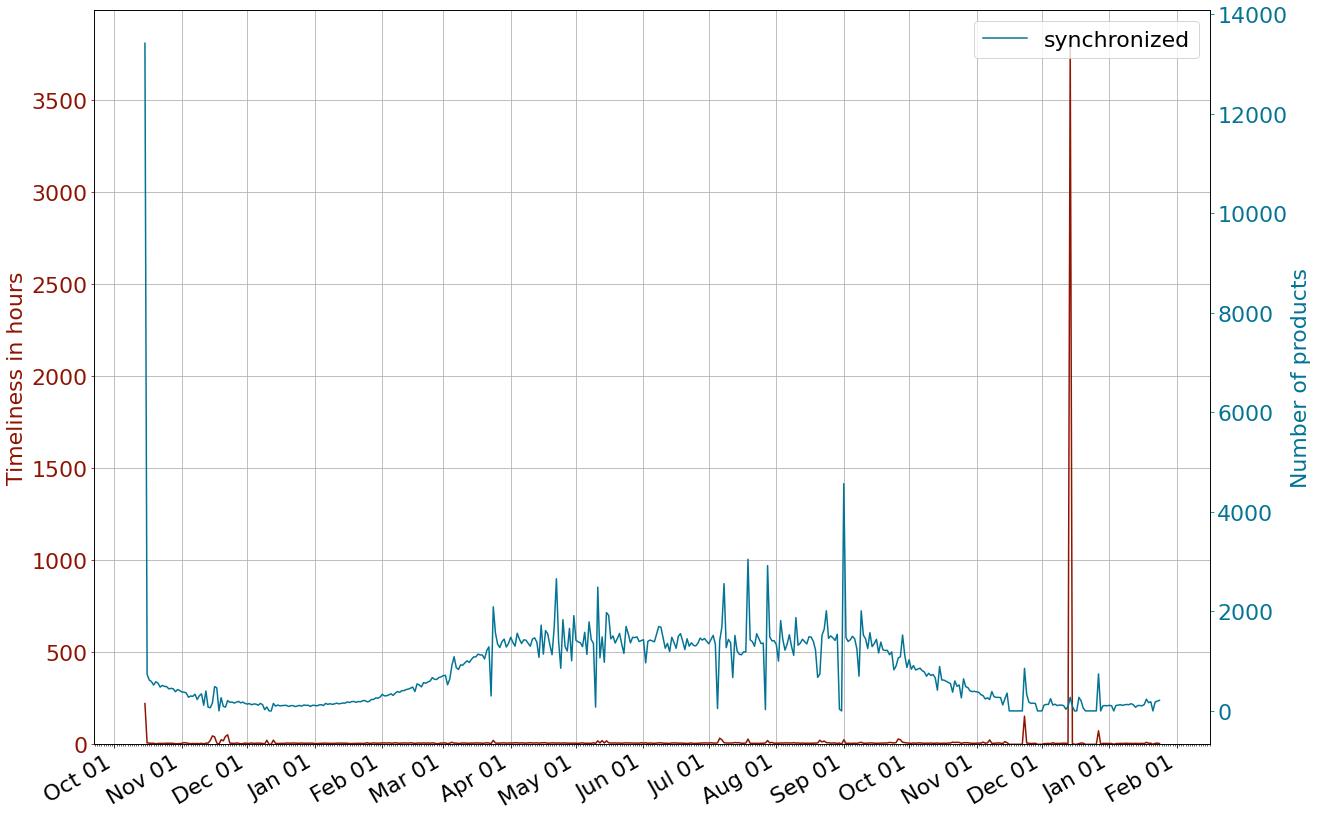 synchronized
Timeliness in hours
3500
3000
2500
2000
1500
1000
500
0
Number of products
14000
12000
10000
8000
6000
4000
2000
0
Oct 01
Nov 01
Dec 01
Jan 01
Feb 01
Mar 01
Apr 01
May 01
Jun 01
Jul 01
Aug 01
Sep 01
Oct 01
Nov 01
Dec 01
Jan 01
Feb 01